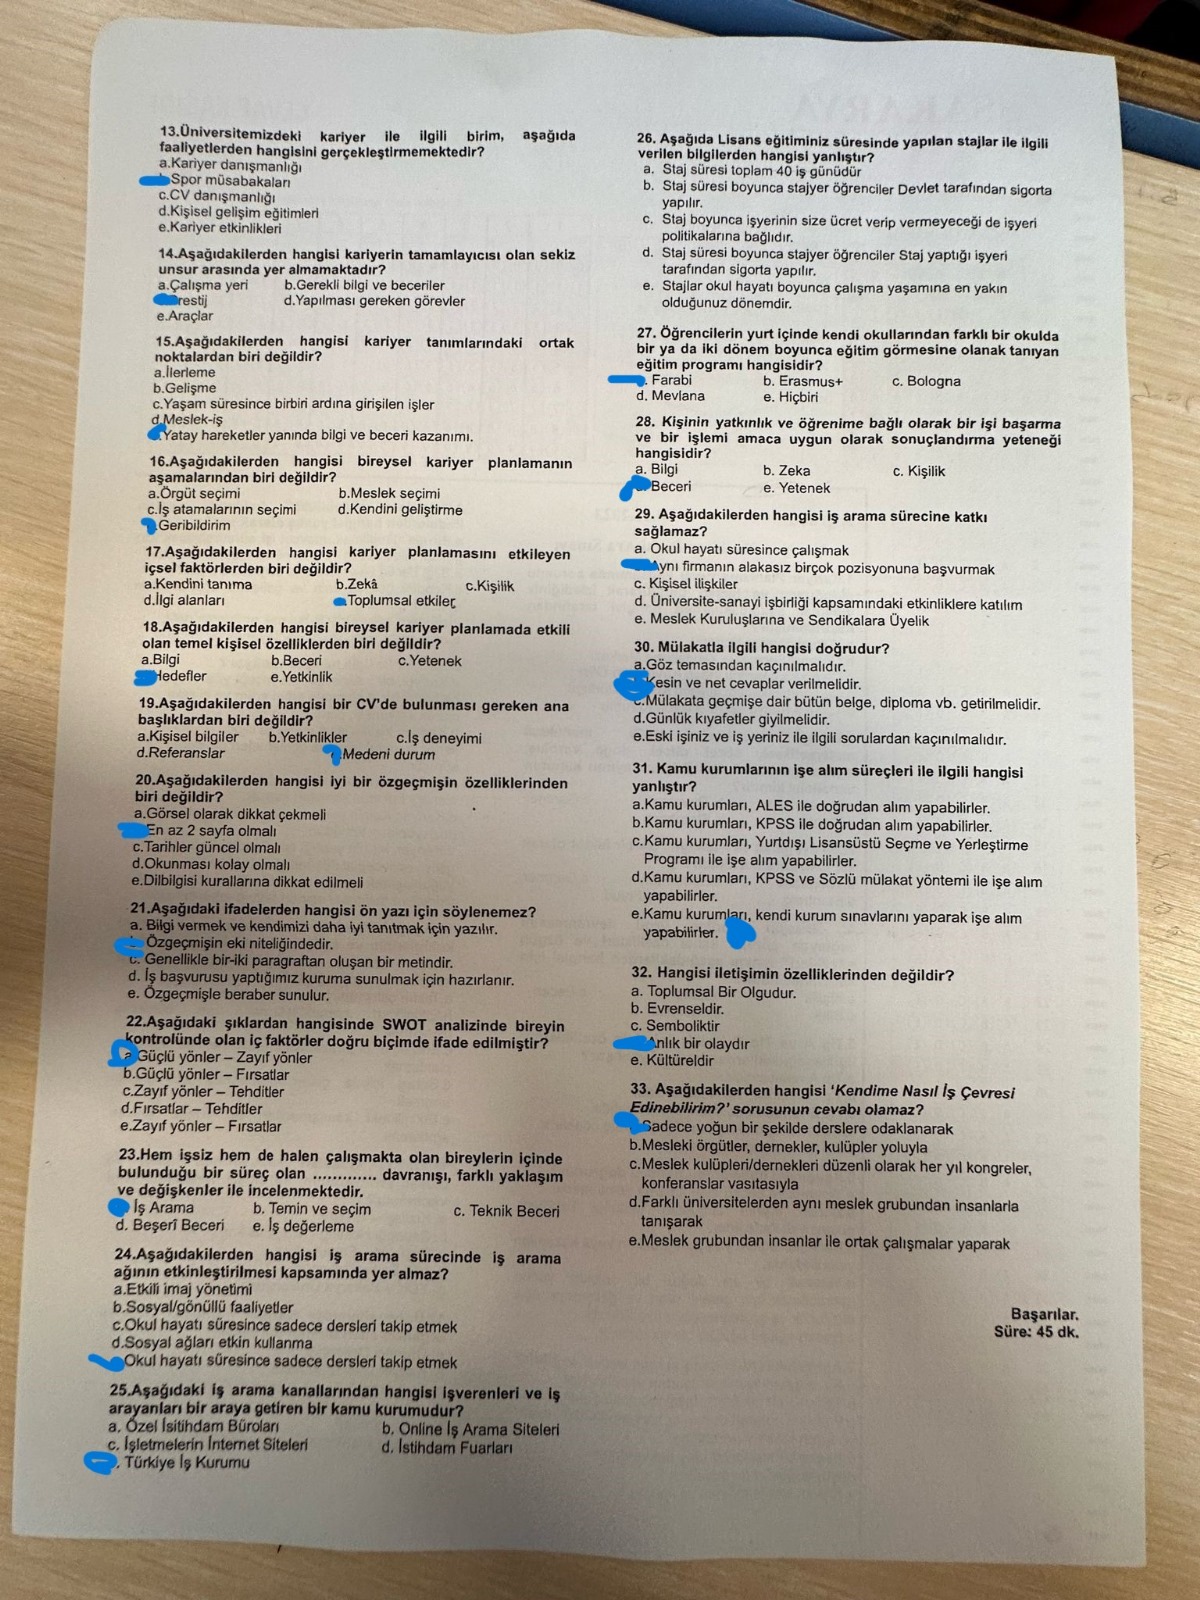 13.Üniversitemizdeki kariyer ile ilgili birim, aşağıda
faaliyetlerden hangisini gerçekleştirmemektedir?
a.Kariyer danışmanlığı
Spor müsabakaları
c.CV danışmanlığı
d.Kişisel gelişim eğitimleri
e.Kariyer etkinlikleri
14.Aşağıdakilerden hangisi kariyerin tamamlayıcısı olan sekiz
unsur arasında yer almamaktadır?
a.Çalışma yeri b.Gerekli bilgi ve beceriler
restij d.Yapılması gereken görevler
e.Araçlar
15.Aşağıdakilerden hangisi kariyer tanımlarındaki ortak
noktalardan biri değildir?
a.İlerleme
b.Gelişme
c.Yaşam süresince birbiri ardına girişilen işler
d.Meslek-iş
Yatay hareketler yanında bilgi ve beceri kazanımı.
16.Aşağıdakilerden hangisi bireysel kariyer planlamanın
aşamalarından biri değildir?
a.Örgüt seçimi b.Meslek seçimi
c.İş atamalarının seçimi d.Kendini geliştirme
.Geribildirim
17.Aşağıdakilerden hangisi kariyer planlamasını etkileyen
içsel faktörlerden biri değildir?
a.Kendini tanıma b.Zekâ c.Kişilik
d.İlgi alanları Toplumsal etkiler
18.Aşağıdakilerden hangisi bireysel kariyer planlamada etkili
olan temel kişisel özelliklerden biri değildir?
a.Bilgi b.Beceri c.Yetenek
Hedefler e.Yetkinlik
19.Aşağıdakilerden hangisi bir CV'de bulunması gereken ana
başlıklardan biri değildir?
a.Kişisel bilgiler b.Yetkinlikler c.İş deneyimi
d.Referanslar Medeni durum
20.Aşağıdakilerden hangisi iyi bir özgeçmişin özelliklerinden
biri değildir?
a.Görsel olarak dikkat çekmeli
En az 2 sayfa olmalı
c.Tarihler güncel olmalı
d.Okunması kolay olmalı
e.Dilbilgisi kurallarına dikkat edilmeli
21.Aşağıdaki ifadelerden hangisi ön yazı için söylenemez?
a. Bilgi vermek ve kendimizi daha iyi tanıtmak için yazılır.
Özgeçmişin eki niteliğindedir.
c. Genellikle bir-iki paragraftan oluşan bir metindir.
d. İş başvurusu yaptığımız kuruma sunulmak için hazırlanır.
e. Özgeçmişle beraber sunulur.
22.Aşağıdaki şıklardan hangisinde SWOT analizinde bireyin
kontrolünde olan iç faktörler doğru biçimde ifade edilmiştir?
a.Güçlü yönler – Zayıf yönler
b.Güçlü yönler – Fırsatlar
c.Zayıf yönler – Tehditler
d.Fırsatlar – Tehditler
e.Zayıf yönler – Fırsatlar
23.Hem işsiz hem de halen çalışmakta olan bireylerin içinde
bulunduğu bir süreç olan ............. davranışı, farklı yaklaşım
ve değişkenler ile incelenmektedir.
İş Arama b. Temin ve seçim c. Teknik Beceri
d. Beşerî Beceri e. İş değerleme
24.Aşağıdakilerden hangisi iş arama sürecinde iş arama
ağının etkinleştirilmesi kapsamında yer almaz?
a.Etkili imaj yönetimi
b.Sosyal/gönüllü faaliyetler
c.Okul hayatı süresince sadece dersleri takip etmek
d.Sosyal ağları etkin kullanma
Okul hayatı süresince sadece dersleri takip etmek
25.Aşağıdaki iş arama kanallarından hangisi işverenleri ve iş
arayanları bir araya getiren bir kamu kurumudur?
a. Özel İsitihdam Büroları b. Online İş Arama Siteleri
c. İşletmelerin İnternet Siteleri d. İstihdam Fuarları
. Türkiye İş Kurumu
26. Aşağıda Lisans eğitiminiz süresinde yapılan stajlar ile ilgili
verilen bilgilerden hangisi yanlıştır?
a. Staj süresi toplam 40 iş günüdür
b. Staj süresi boyunca stajyer öğrenciler Devlet tarafından sigorta
yapılır.
c. Staj boyunca işyerinin size ücret verip vermeyeceği de işyeri
politikalarına bağlıdır.
d. Staj süresi boyunca stajyer öğrenciler Staj yaptığı işyeri
tarafından sigorta yapılır.
e. Stajlar okul hayatı boyunca çalışma yaşamına en yakın
olduğunuz dönemdir.
27. Öğrencilerin yurt içinde kendi okullarından farklı bir okulda
bir ya da iki dönem boyunca eğitim görmesine olanak tanıyan
eğitim programı hangisidir?
. Farabi b. Erasmus+ c. Bologna
d. Mevlana e. Hiçbiri
28. Kişinin yatkınlık ve öğrenime bağlı olarak bir işi başarma
ve bir işlemi amaca uygun olarak sonuçlandırma yeteneği
hangisidir?
a. Bilgi b. Zeka c. Kişilik
Beceri e. Yetenek
29. Aşağıdakilerden hangisi iş arama sürecine katkı
sağlamaz?
a. Okul hayatı süresince çalışmak
Aynı firmanın alakasız birçok pozisyonuna başvurmak
c. Kişisel ilişkiler
d. Üniversite-sanayi işbirliği kapsamındaki etkinliklere katılım
e. Meslek Kuruluşlarına ve Sendikalara Üyelik
30. Mülakatla ilgili hangisi doğrudur?
a.Göz temasından kaçınılmalıdır.
Kesin ve net cevaplar verilmelidir.
c.Mülakata geçmişe dair bütün belge, diploma vb. getirilmelidir.
d.Günlük kıyafetler giyilmelidir.
e.Eski işiniz ve iş yeriniz ile ilgili sorulardan kaçınılmalıdır.
31. Kamu kurumlarının işe alım süreçleri ile ilgili hangisi
yanlıştır?
a.Kamu kurumları, ALES ile doğrudan alım yapabilirler.
b.Kamu kurumları, KPSS ile doğrudan alım yapabilirler.
c.Kamu kurumları, Yurtdışı Lisansüstü Seçme ve Yerleştirme
Programı ile işe alım yapabilirler.
d.Kamu kurumları, KPSS ve Sözlü mülakat yöntemi ile işe alım
yapabilirler.
e.Kamu kurumları, kendi kurum sınavlarını yaparak işe alım
yapabilirler.
32. Hangisi iletişimin özelliklerinden değildir?
a. Toplumsal Bir Olgudur.
b. Evrenseldir.
c. Semboliktir
Anlık bir olaydır
e. Kültüreldir
33. Aşağıdakilerden hangisi 'Kendime Nasıl İş Çevresi
Edinebilirim?' sorusunun cevabı olamaz?
Sadece yoğun bir şekilde derslere odaklanarak
b.Mesleki örgütler, dernekler, kulüpler yoluyla
c.Meslek kulüpleri/dernekleri düzenli olarak her yıl kongreler,
konferanslar vasıtasıyla
d.Farklı üniversitelerden aynı meslek grubundan insanlarla
tanışarak
e.Meslek grubundan insanlar ile ortak çalışmalar yaparak
Başarılar.
Süre: 45 dk.